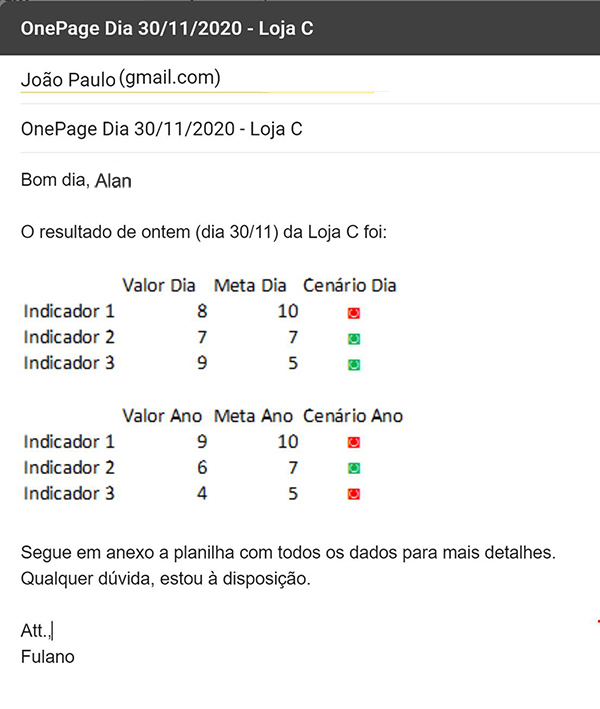 OnePage Dia 30/11/2020 - Loja C
João Paulo (gmail.com)
OnePage Dia 30/11/2020 - Loja C
Bom dia, Alan
O resultado de ontem (dia 30/11) da Loja C foi:
Valor Dia Meta Dia Cenário Dia
Indicador 1 8 10
Indicador 2 7 7
Indicador 3 9 5
Valor Ano Meta Ano Cenário Ano
Indicador 1 9 10
Indicador 2 6 7
Indicador 3 4 5
Segue em anexo a planilha com todos os dados para mais detalhes.
Qualquer dúvida, estou à disposição.
Att.,
Fulano